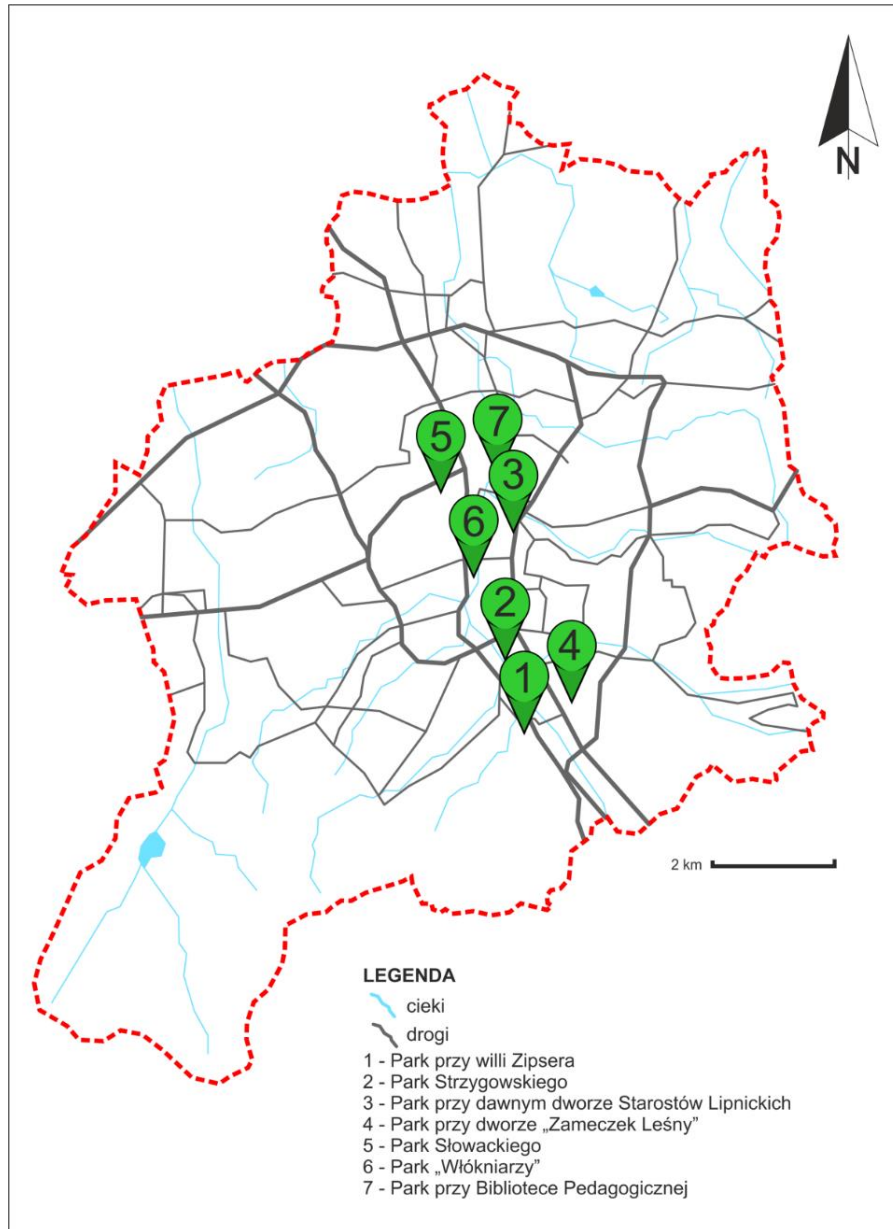 N
7
5
3
6
2
4
1
2 km
LEGENDA
cieki
drogi
1 - Park przy willi Zipsera
2 - Park Strzygowskiego
3 - Park przy dawnym dworze Starostów Lipnickich
4 - Park przy dworze „Zameczek Leśny”
5 - Park Słowackiego
6 - Park „Włókniarzy”
7 - Park przy Bibliotece Pedagogicznej